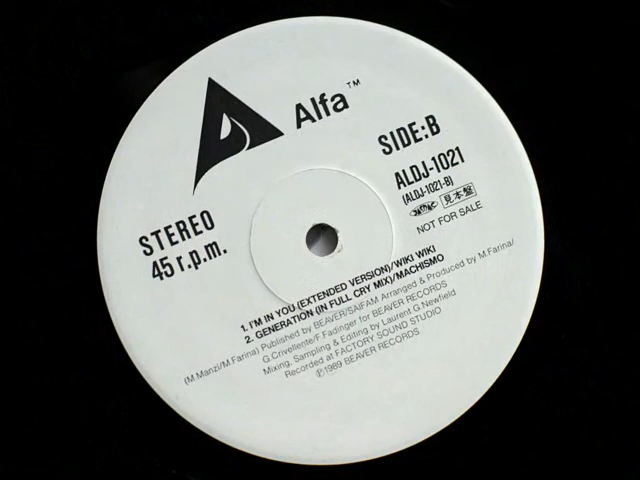 Alfa™
SIDE:B
ALDJ-1021
(ALDJ-1021-B)
見本盤
NOT FOR SALE
STEREO
45 r.p.m.
1. I'M IN YOU (EXTENDED VERSION)/WIKI WIKI
2. GENERATION (IN FULL CRY MIX)/MACHISMO
(M.Manzi/M.Farina) Published by BEAVER/SAIFAM Arranged & Produced by M.Farina/
G.Crivellente/F.Fadinger for BEAVER RECORDS
Mixing, Sampling & Editing by Laurent G.Newfield
Recorded at FACTORY SOUND STUDIO
℗1989 BEAVER RECORDS